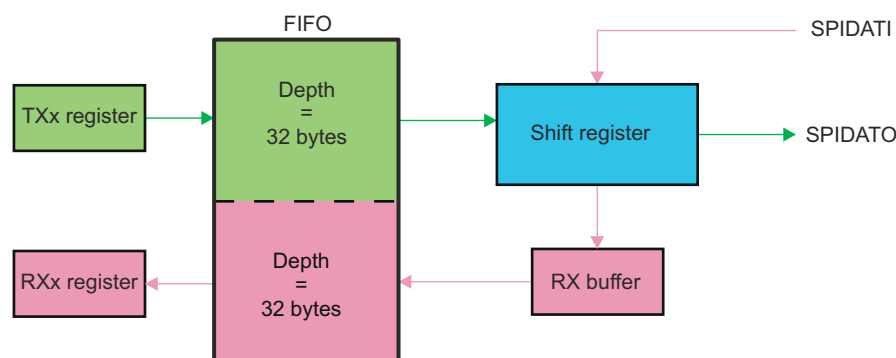 FIFO
SPIDATI
TXx register
Depth
=
32 bytes
Shift register
SPIDATO
RXx register
Depth
=
32 bytes
RX buffer